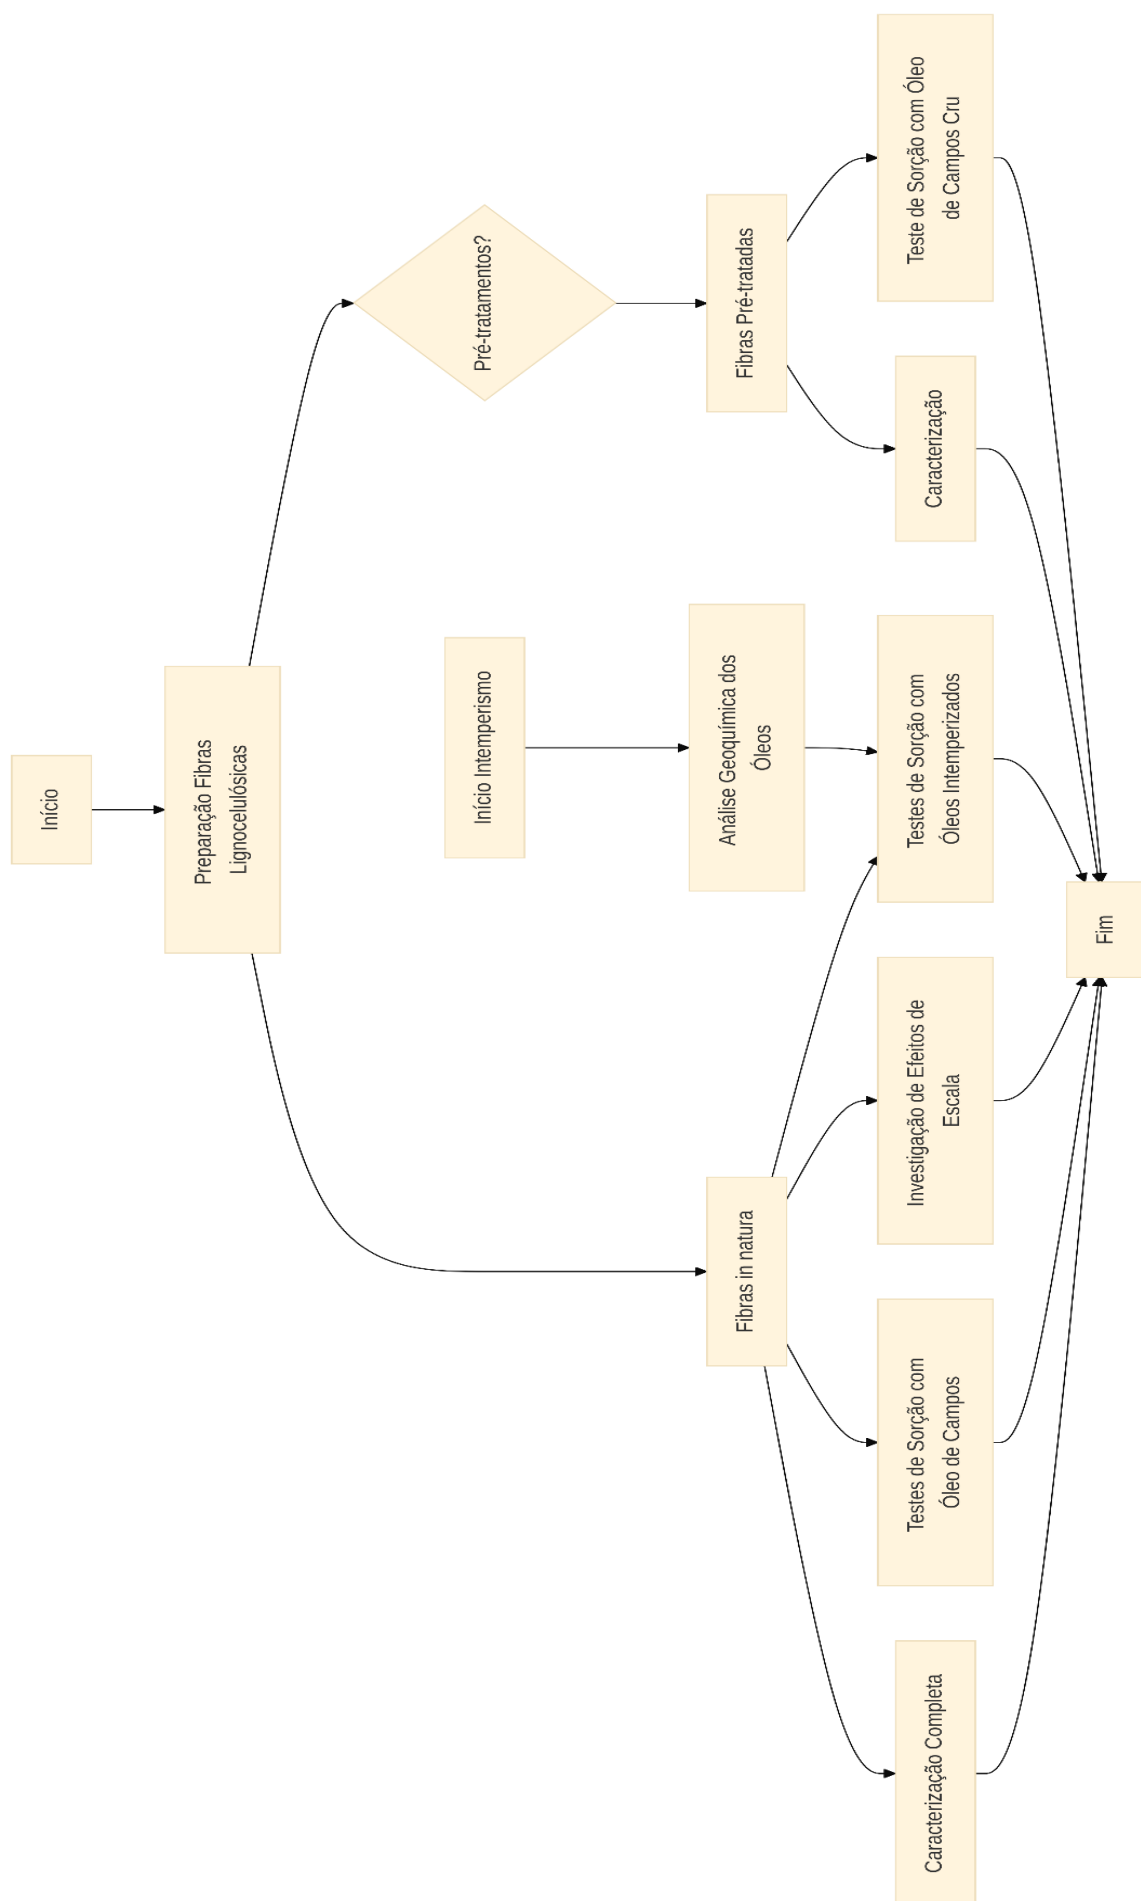 Início
Preparação Fibras
Lignocelulósicas
Pré-tratamentos?
Início Intemperismo
Fibras in natura
Análise Geoquímica dos
Óleos
Fibras Pré-tratadas
Caracterização Completa
Testes de Sorção com
Óleo de Campos
Investigação de Efeitos de
Escala
Testes de Sorção com
Óleos Intemperizados
Caracterização
Teste de Sorção com Óleo
de Campos Cru
Fim